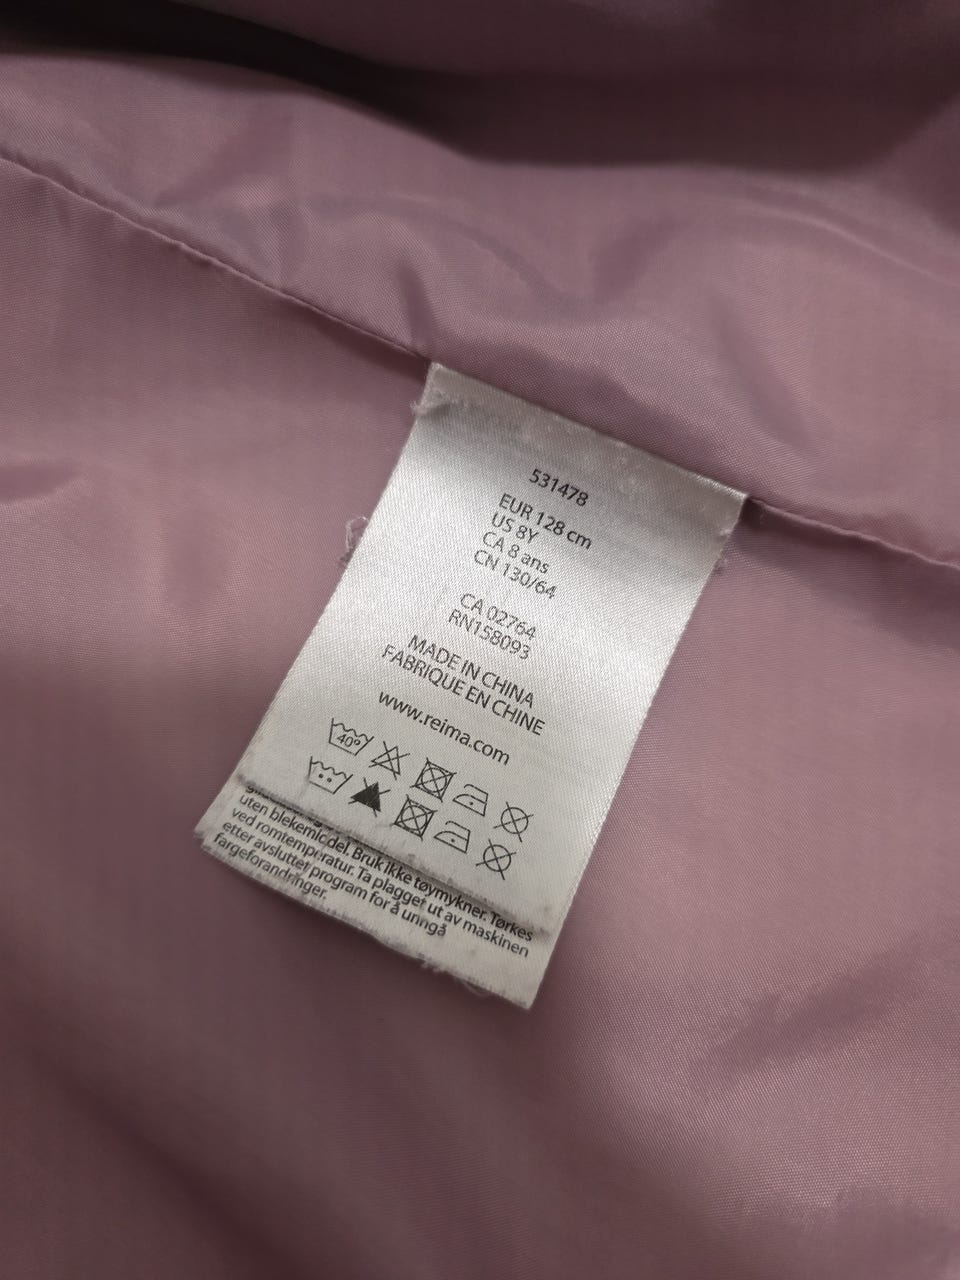 531478
EUR 128 cm
US 8Y
CA 8 ans
CN 130/64
CA 02764
RN158093
MADE IN CHINA
FABRIQUE EN CHINE
www.reima.com
40°
uten blekemiddel. Bruk ikke tøymykner. Tørkes
ved romtemperatur. Ta plagget ut av maskinen
etter avsluttet program for å unngå
fargeforandringer.